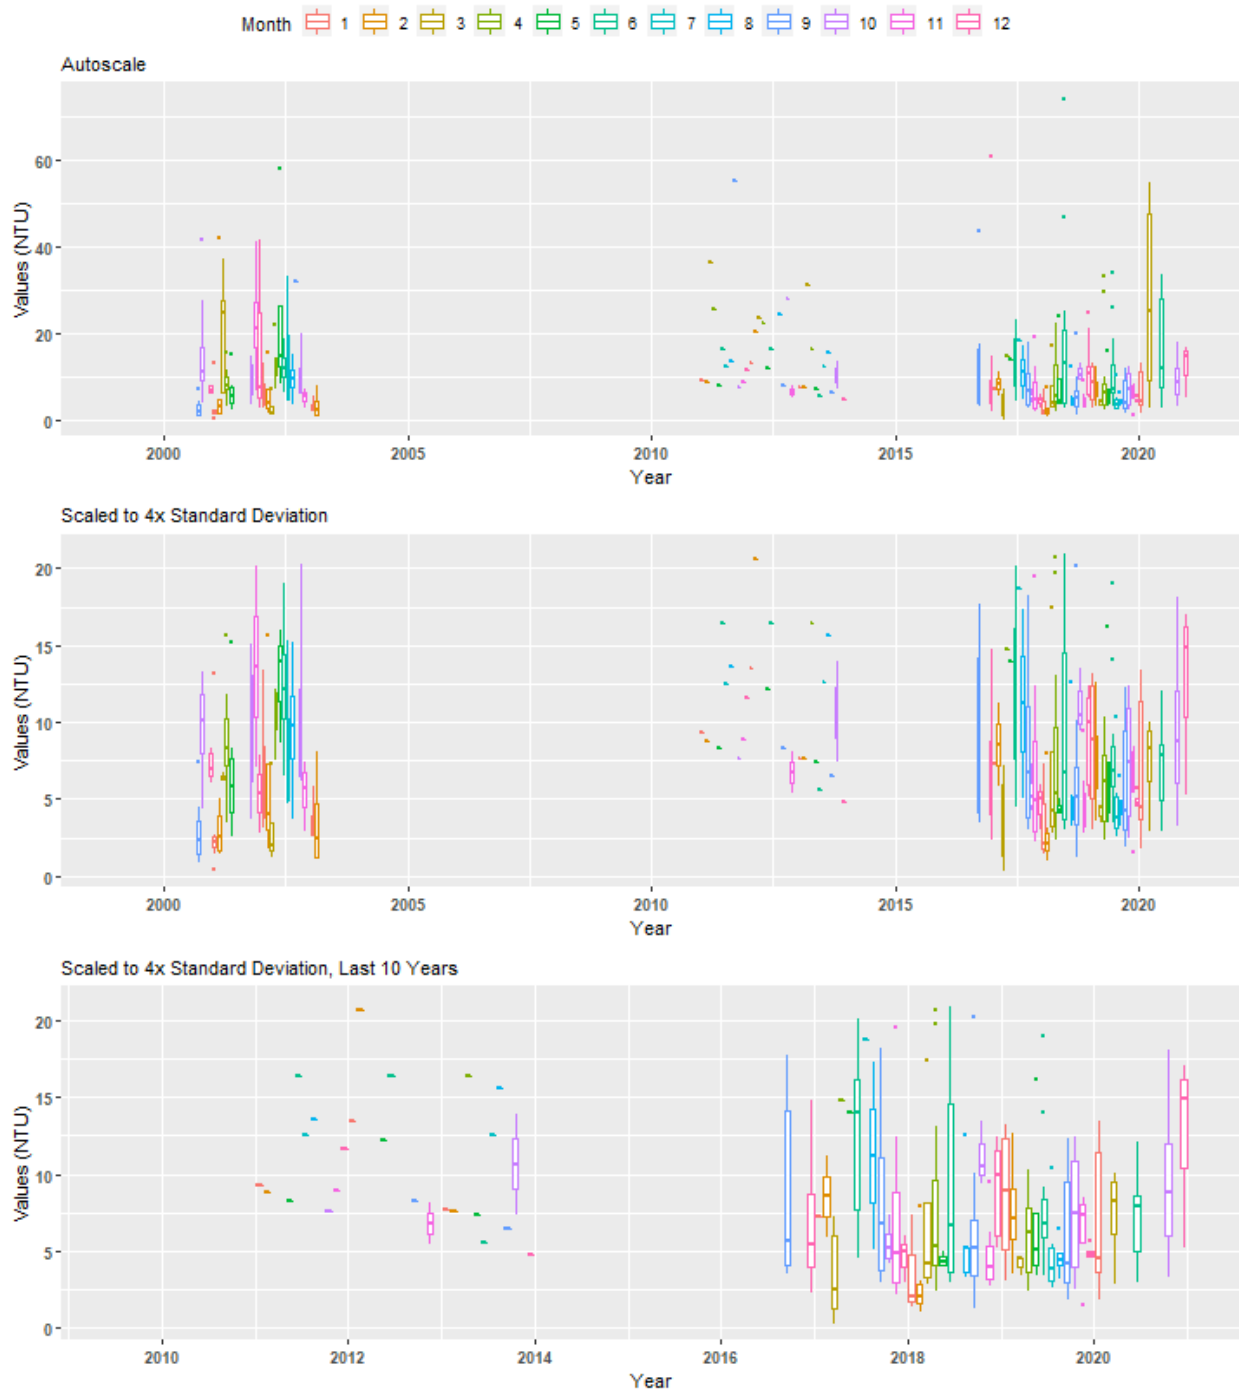 Month 1 2 3 4 5 6 7 8 9 10 11 12
Autoscale
Values (NTU)
60
40
20
0
2000 2005 2010 2015 2020
Year
Scaled to 4x Standard Deviation
Values (NTU)
20
15
10
5
0
2000 2005 2010 2015 2020
Year
Scaled to 4x Standard Deviation, Last 10 Years
Values (NTU)
20
15
10
5
0
2010 2012 2014 2016 2018 2020
Year